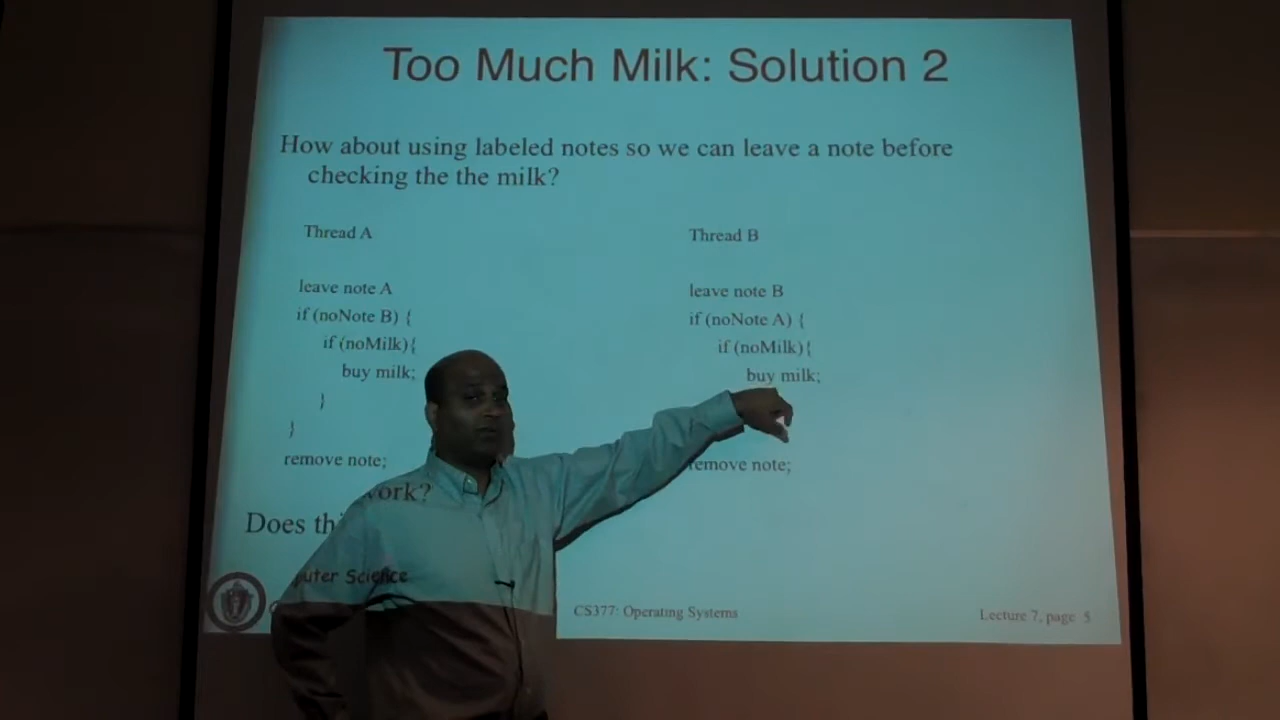 Too Much Milk: Solution 2
How about using labeled notes so we can leave a note before
checking the the milk?
Thread A
leave note A
if (noNote B) {
if (noMilk){
buy milk;
}
}
remove note;
Thread B
leave note B
if (noNote A) {
if (noMilk){
buy milk;
remove note;
Does th work?
puter Science
CS377: Operating Systems
Lecture 7, page 5